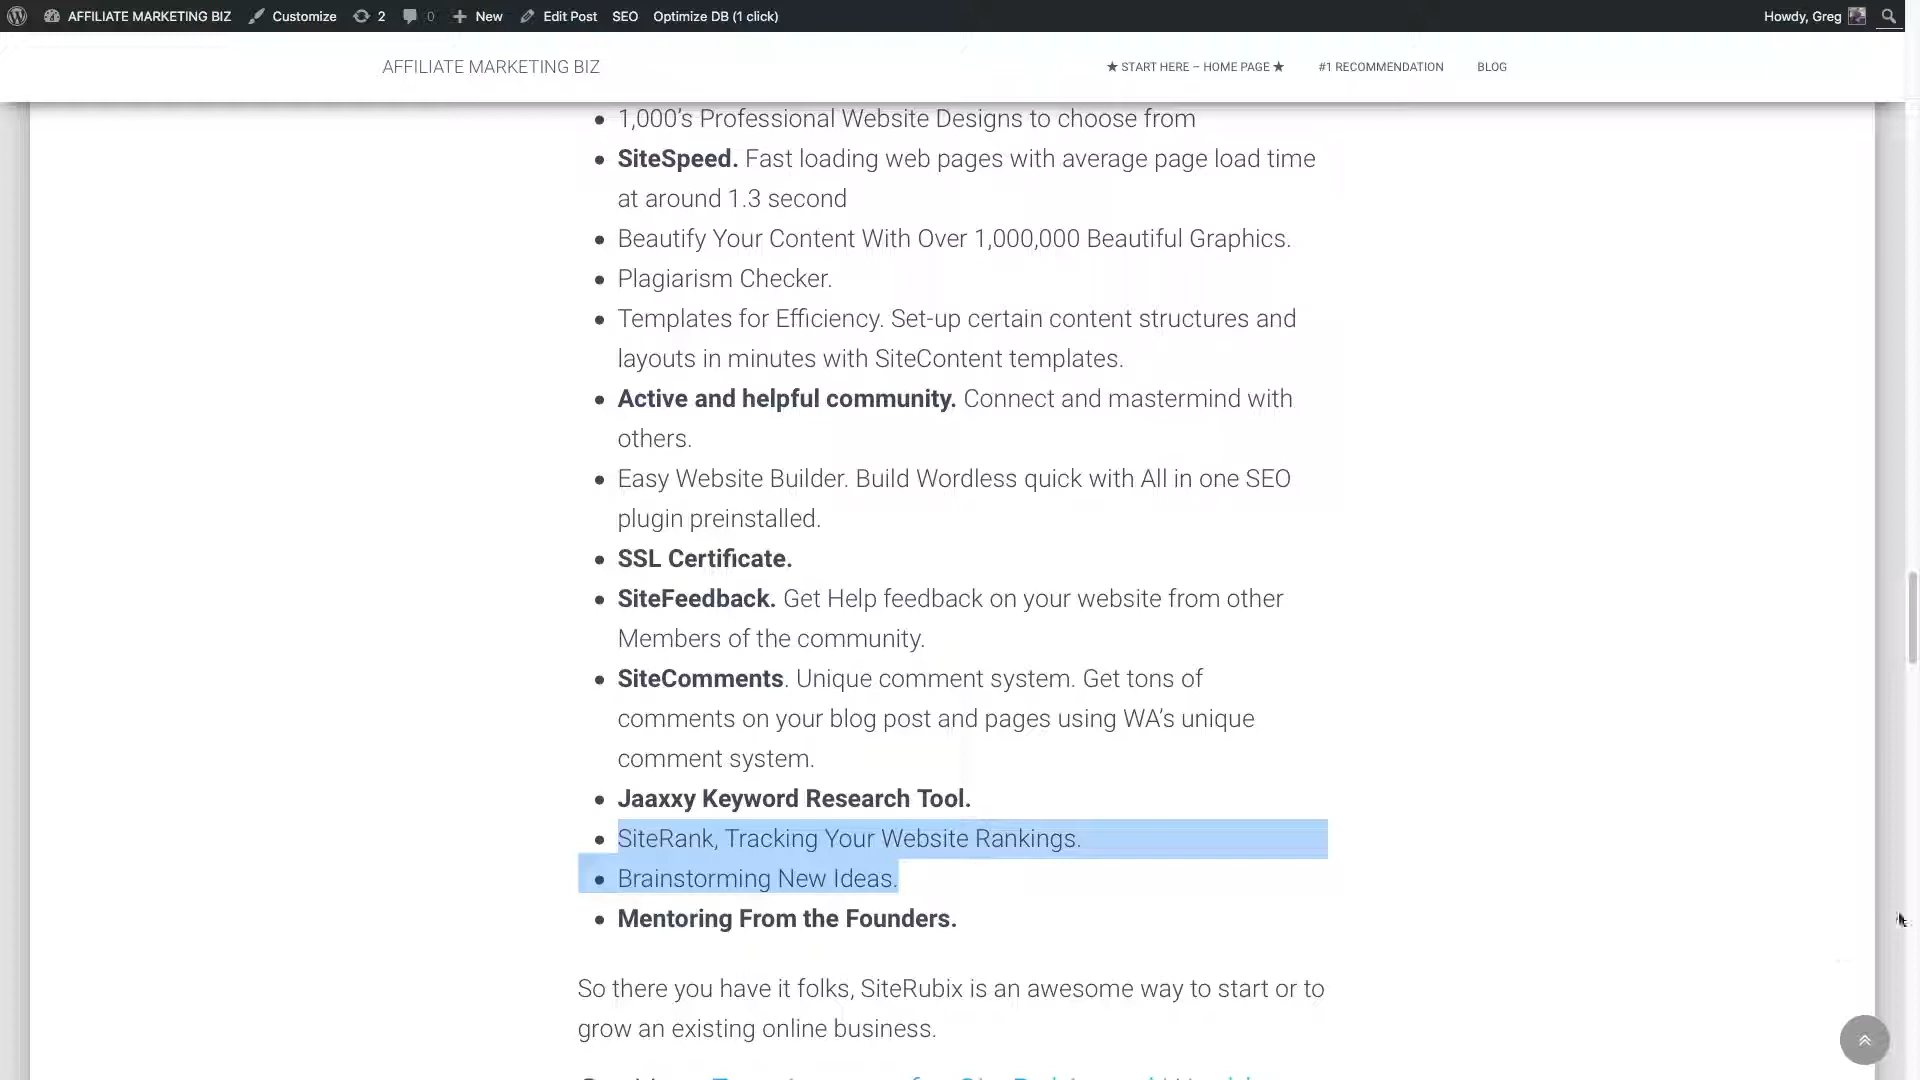 AFFILIATE MARKETING BIZ Customize 2 0 New Edit Post SEO Optimize DB (1 click) Howdy, Greg
AFFILIATE MARKETING BIZ ★ START HERE – HOME PAGE ★ #1 RECOMMENDATION BLOG
1,000's Professional Website Designs to choose from
SiteSpeed. Fast loading web pages with average page load time
at around 1.3 second
Beautify Your Content With Over 1,000,000 Beautiful Graphics.
Plagiarism Checker.
Templates for Efficiency. Set-up certain content structures and
layouts in minutes with SiteContent templates.
Active and helpful community. Connect and mastermind with
others.
Easy Website Builder. Build Wordless quick with All in one SEO
plugin preinstalled.
SSL Certificate.
SiteFeedback. Get Help feedback on your website from other
Members of the community.
SiteComments. Unique comment system. Get tons of
comments on your blog post and pages using WA's unique
comment system.
Jaaxxy Keyword Research Tool.
SiteRank, Tracking Your Website Rankings.
Brainstorming New Ideas.
Mentoring From the Founders.
So there you have it folks, SiteRubix is an awesome way to start or to
grow an existing online business.